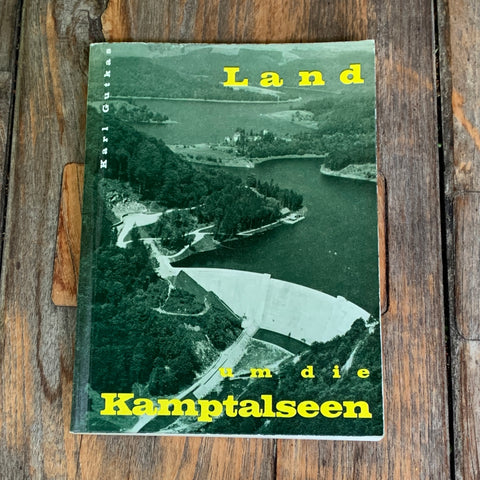 Karl Gutkas
Land
um die
Kamptalseen